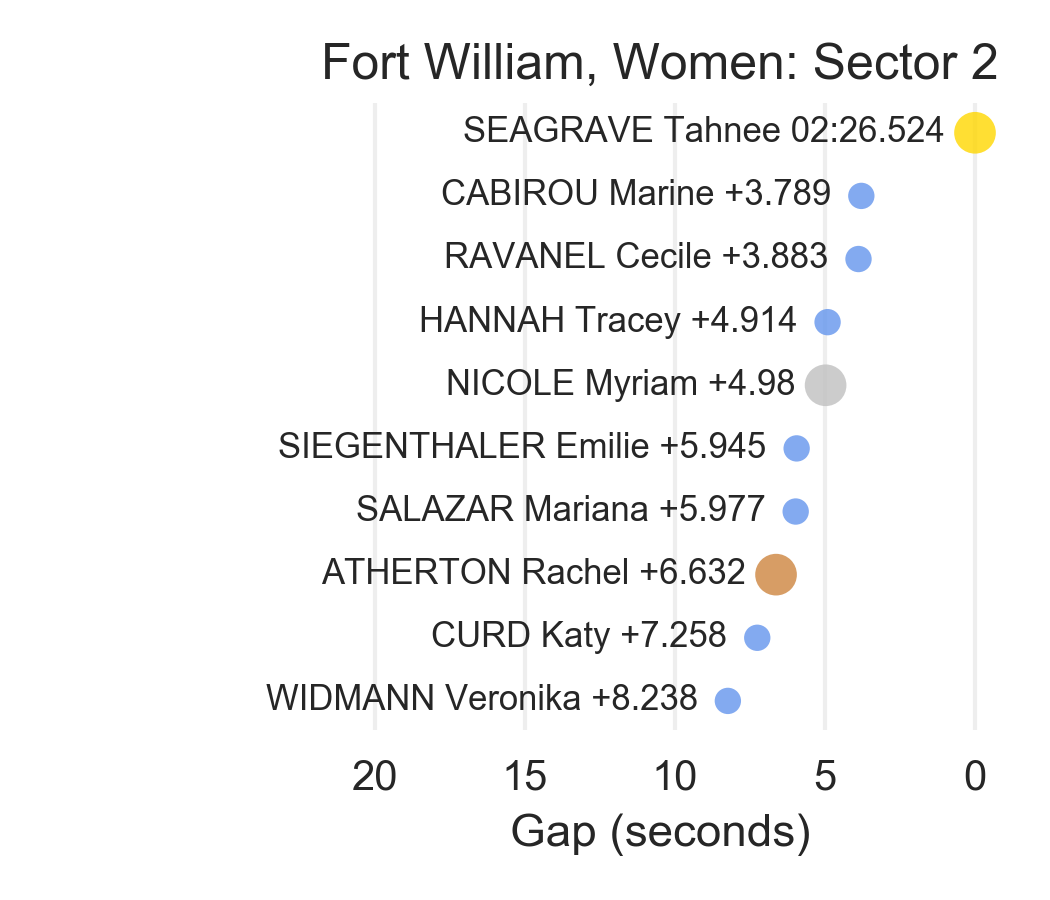 Fort William, Women: Sector 2
SEAGRAVE Tahnee 02:26.524
CABIROU Marine +3.789
RAVANEL Cecile +3.883
HANNAH Tracey +4.914
NICOLE Myriam +4.98
SIEGENTHALER Emilie +5.945
SALAZAR Mariana +5.977
ATHERTON Rachel +6.632
CURD Katy +7.258
WIDMANN Veronika +8.238
20 15 10 5 0
Gap (seconds)